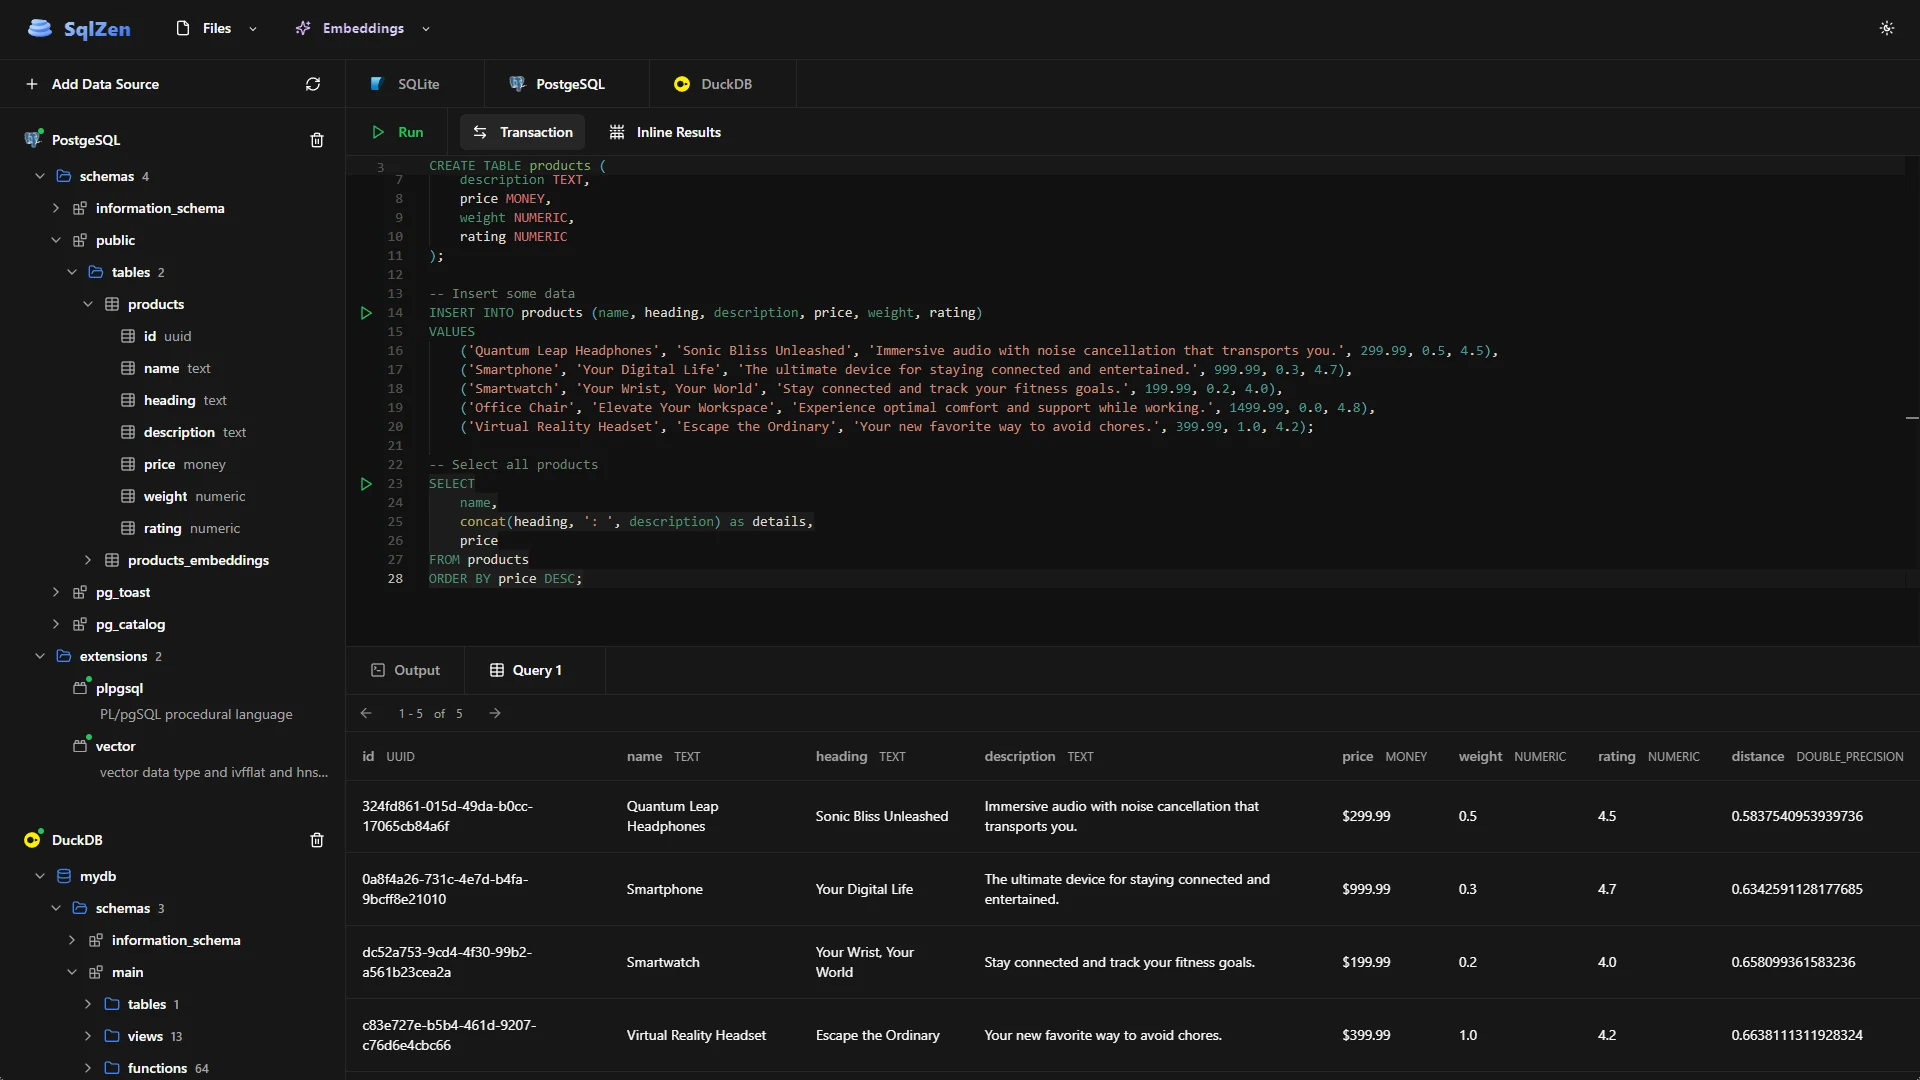 SqlZen
Files
Embeddings
Add Data Source
SQLite
PostgeSQL
DuckDB
Run
Transaction
Inline Results
PostgeSQL
schemas 4
information_schema
public
tables 2
products
id uuid
name text
heading text
description text
price money
weight numeric
rating numeric
products_embeddings
pg_toast
pg_catalog
extensions 2
plpgsql
PL/pgSQL procedural language
vector
vector data type and ivfflat and hns...
DuckDB
mydb
schemas 3
information_schema
main
tables 1
views 13
functions 64
3 CREATE TABLE products (
7 description TEXT,
8 price MONEY,
9 weight NUMERIC,
10 rating NUMERIC
11 );
12
13 -- Insert some data
14 INSERT INTO products (name, heading, description, price, weight, rating)
15 VALUES
16 ('Quantum Leap Headphones', 'Sonic Bliss Unleashed', 'Immersive audio with noise cancellation that transports you.', 299.99, 0.5, 4.5),
17 ('Smartphone', 'Your Digital Life', 'The ultimate device for staying connected and entertained.', 999.99, 0.3, 4.7),
18 ('Smartwatch', 'Your Wrist, Your World', 'Stay connected and track your fitness goals.', 199.99, 0.2, 4.0),
19 ('Office Chair', 'Elevate Your Workspace', 'Experience optimal comfort and support while working.', 1499.99, 0.0, 4.8),
20 ('Virtual Reality Headset', 'Escape the Ordinary', 'Your new favorite way to avoid chores.', 399.99, 1.0, 4.2);
21
22 -- Select all products
23 SELECT
24 name,
25 concat(heading, ': ', description) as details,
26 price
27 FROM products
28 ORDER BY price DESC;
Output
Query 1
1 - 5 of 5
id UUID name TEXT heading TEXT description TEXT price MONEY weight NUMERIC rating NUMERIC distance DOUBLE_PRECISION
324fd861-015d-49da-b0cc-
17065cb84a6f
Quantum Leap
Headphones
Sonic Bliss Unleashed
Immersive audio with noise cancellation that
transports you.
$299.99
0.5
4.5
0.5837540953939736
0a8f4a26-731c-4e7d-b4fa-
9bcff8e21010
Smartphone
Your Digital Life
The ultimate device for staying connected and
entertained.
$999.99
0.3
4.7
0.6342591128177685
dc52a753-9cd4-4f30-99b2-
a561b23cea2a
Smartwatch
Your Wrist, Your
World
Stay connected and track your fitness goals.
$199.99
0.2
4.0
0.658099361583236
c83e727e-b5b4-461d-9207-
c76d6e4cbc66
Virtual Reality Headset
Escape the Ordinary
Your new favorite way to avoid chores.
$399.99
1.0
4.2
0.6638111311928324